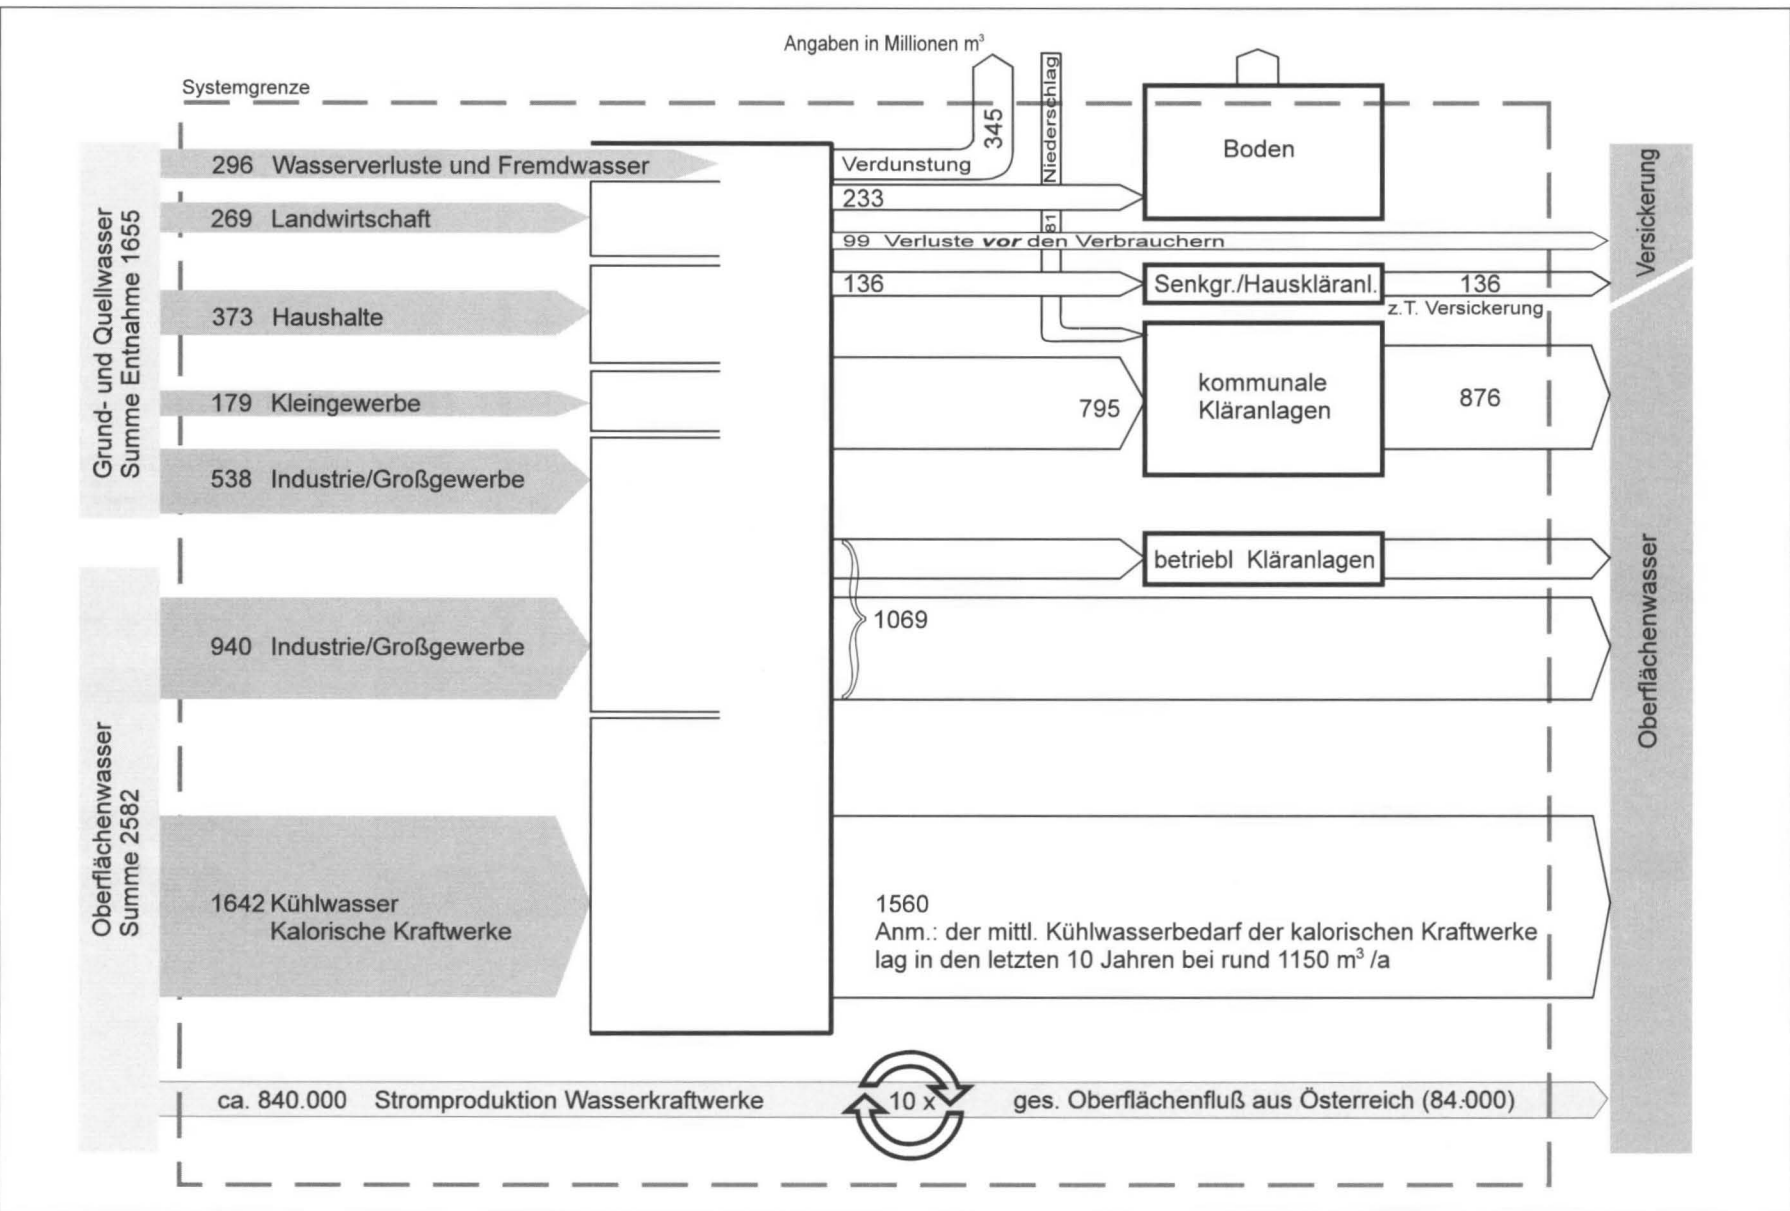 Angaben in Millionen m³
Systemgrenze
Grund- und Quellwasser
Summe Entnahme 1655
296 Wasserverluste und Fremdwasser
269 Landwirtschaft
373 Haushalte
179 Kleingewerbe
538 Industrie/Großgewerbe
Oberflächenwasser
Summe 2582
940 Industrie/Großgewerbe
1642 Kühlwasser
Kalorische Kraftwerke
Verdunstung
345
Niederschlag
81
233
Boden
99 Verluste vor den Verbrauchern
136
Senkgr./Hauskläranl.
136
z.T. Versickerung
795
kommunale
Kläranlagen
876
betriebl Kläranlagen
1069
1560
Anm.: der mittl. Kühlwasserbedarf der kalorischen Kraftwerke
lag in den letzten 10 Jahren bei rund 1150 m³ /a
Versickerung
Oberflächenwasser
ca. 840.000 Stromproduktion Wasserkraftwerke
10 x
ges. Oberflächenfluß aus Österreich (84.000)